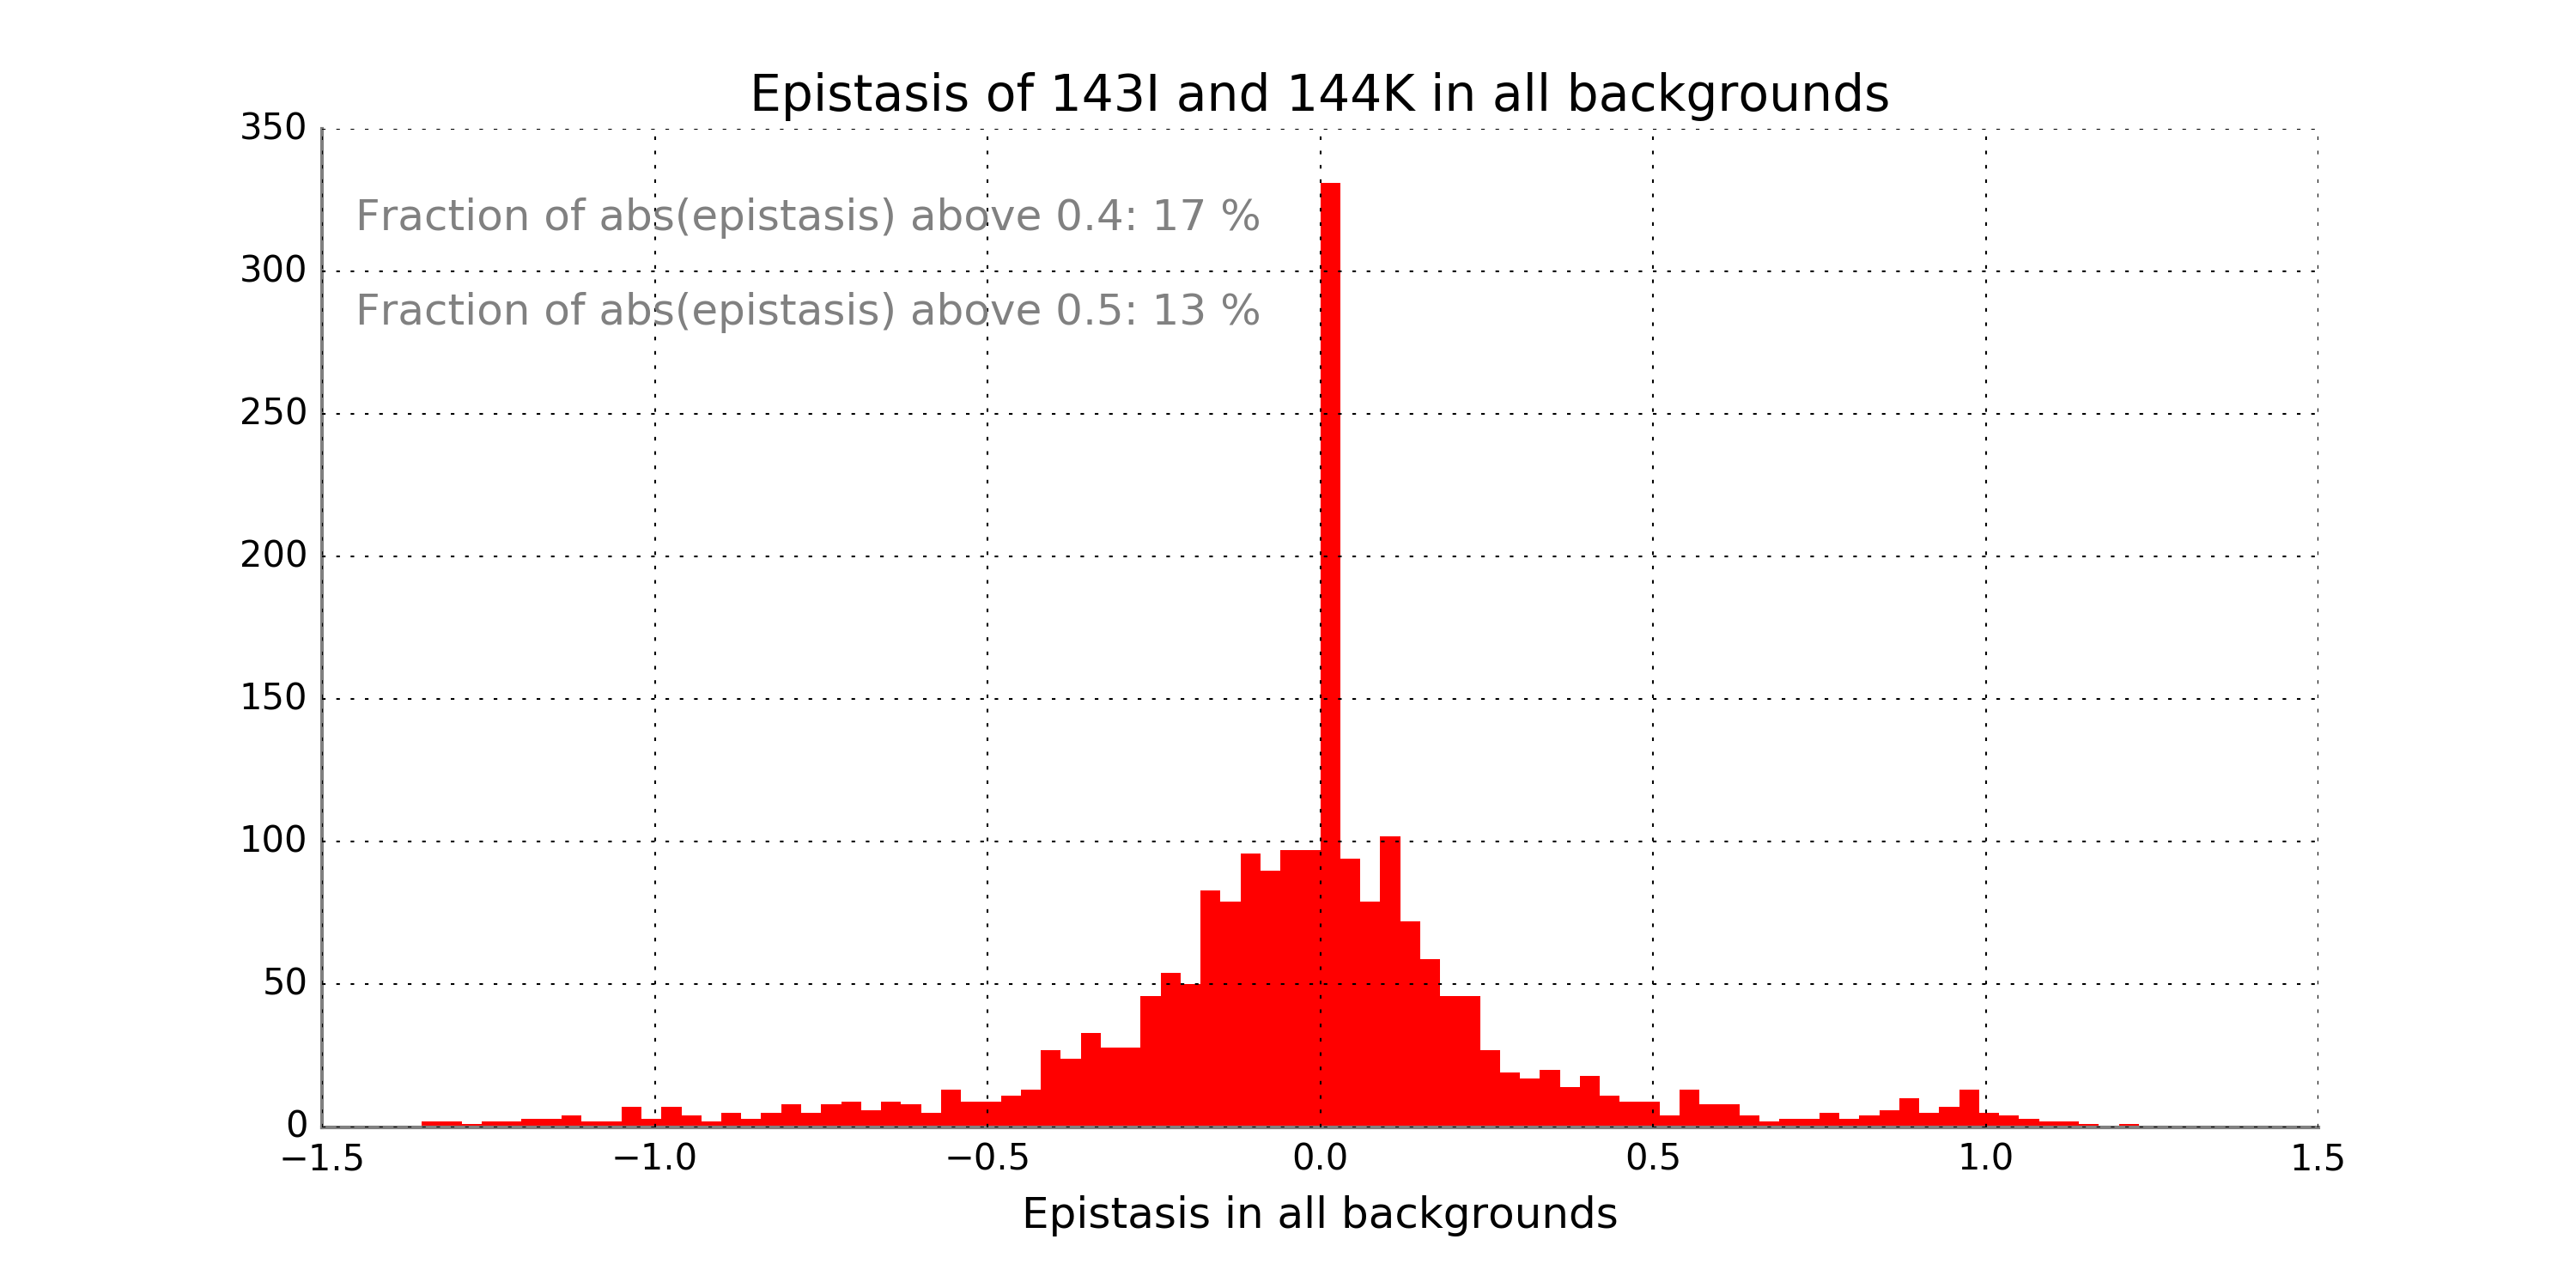 Epistasis of 143I and 144K in all backgrounds
350
Fraction of abs(epistasis) above 0.4: 17 %
300
Fraction of abs(epistasis) above 0.5: 13 %
250
200
150
100
50
0
−1.5 −1.0 −0.5 0.0 0.5 1.0 1.5
Epistasis in all backgrounds